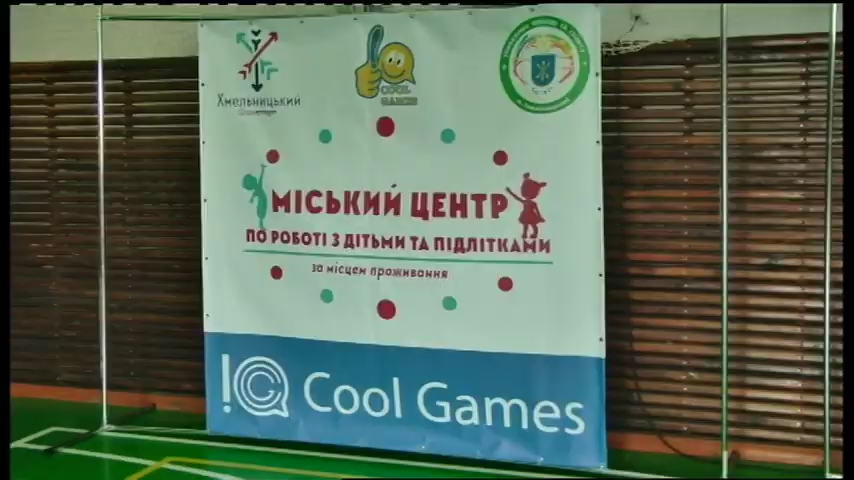 Хмельницький
COOL
GAMES
МІСЬКИЙ ЦЕНТР
ПО РОБОТІ З ДІТЬМИ ТА ПІДЛІТКАМИ
за місцем проживання
Cool Games